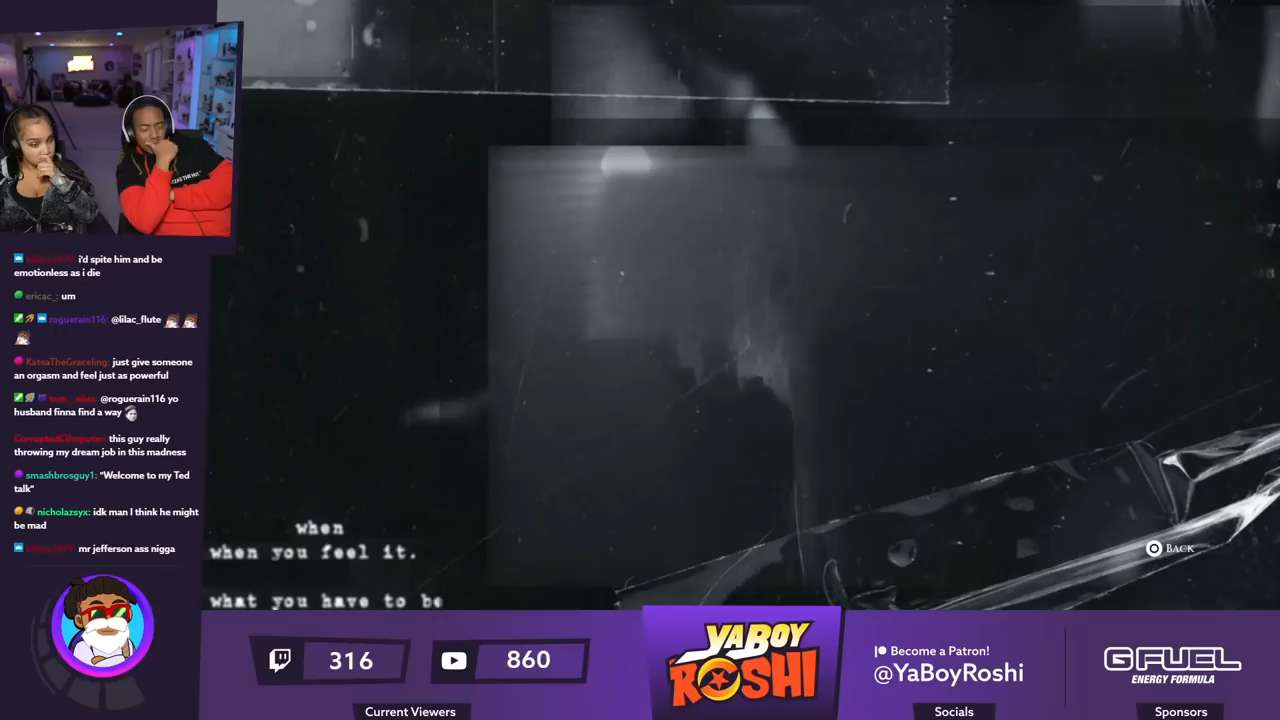 i'd spite him and be
emotionless as i die
ericac_: um
roguerain116: @lilac_flute
KatsaTheGraceling: just give someone
an orgasm and feel just as powerful
@roguerain116 yo
husband finna find a way
CorruptedC0mputer: this guy really
throwing my dream job in this madness
smashbrosguy1: "Welcome to my Ted
talk"
nicholazsyx: idk man I think he might
be mad
mr jefferson ass nigga
when
when you feel it.
what you have to be
BACK
316
860
Current Viewers
YABOY
ROSHI
Become a Patron!
@YaBoyRoshi
Socials
G FUEL
ENERGY FORMULA
Sponsors